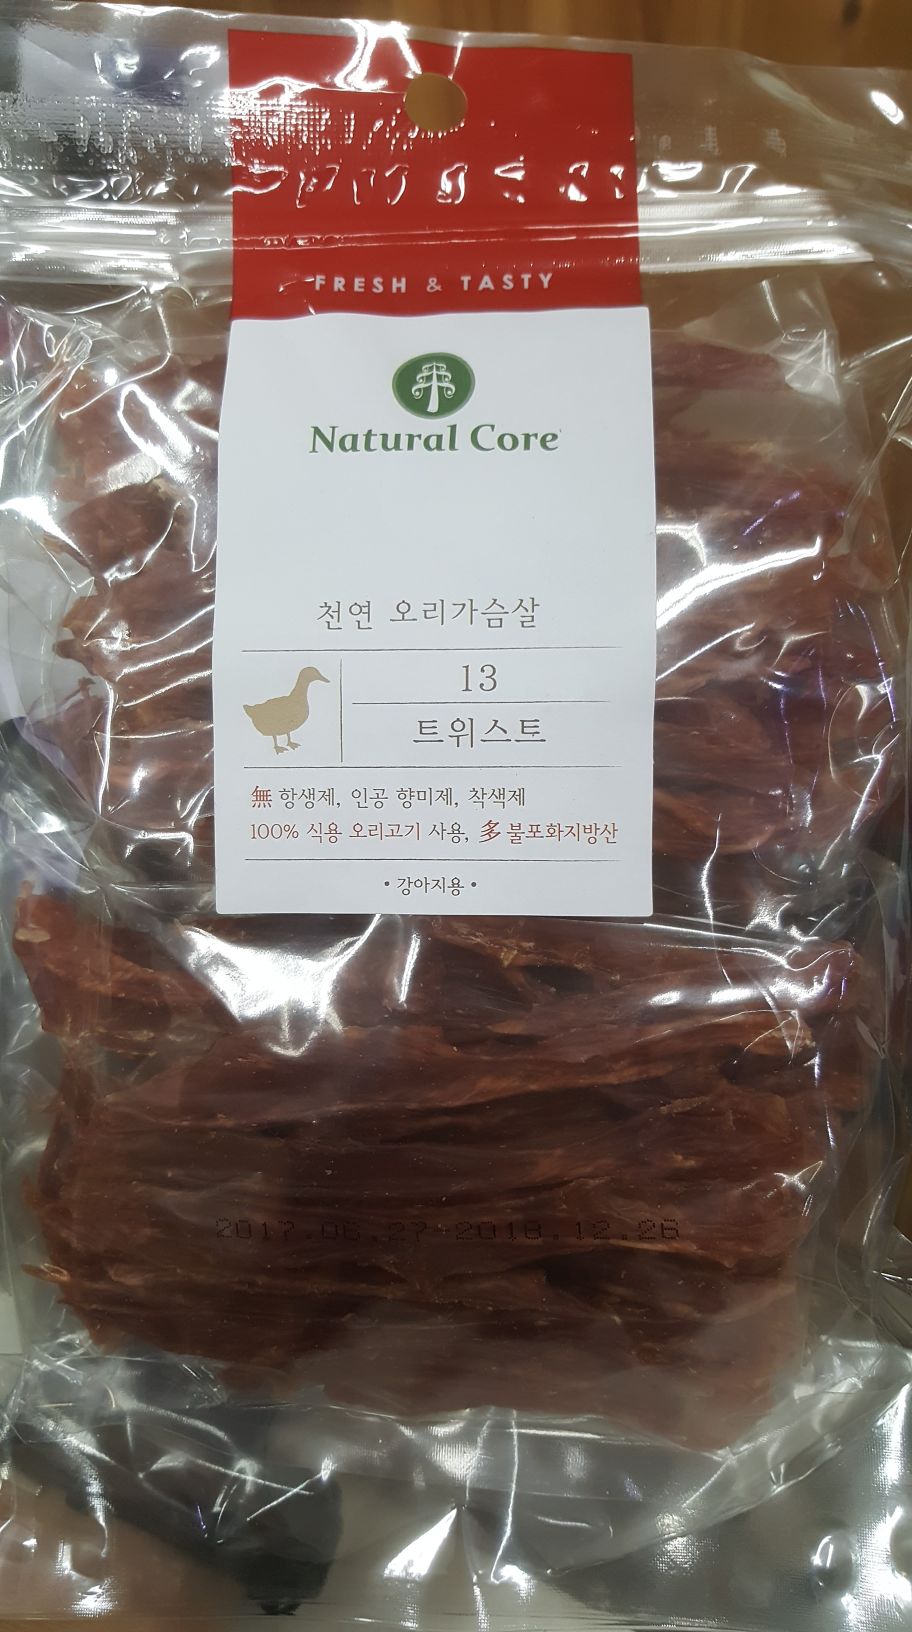 FRESH & TASTY
Natural Core
천연 오리가슴살
13
트위스트
無 항생제, 인공 향미제, 착색제
100% 식용 오리고기 사용, 多 불포화지방산
• 강아지용 •
2017.06.27-2018.12.26